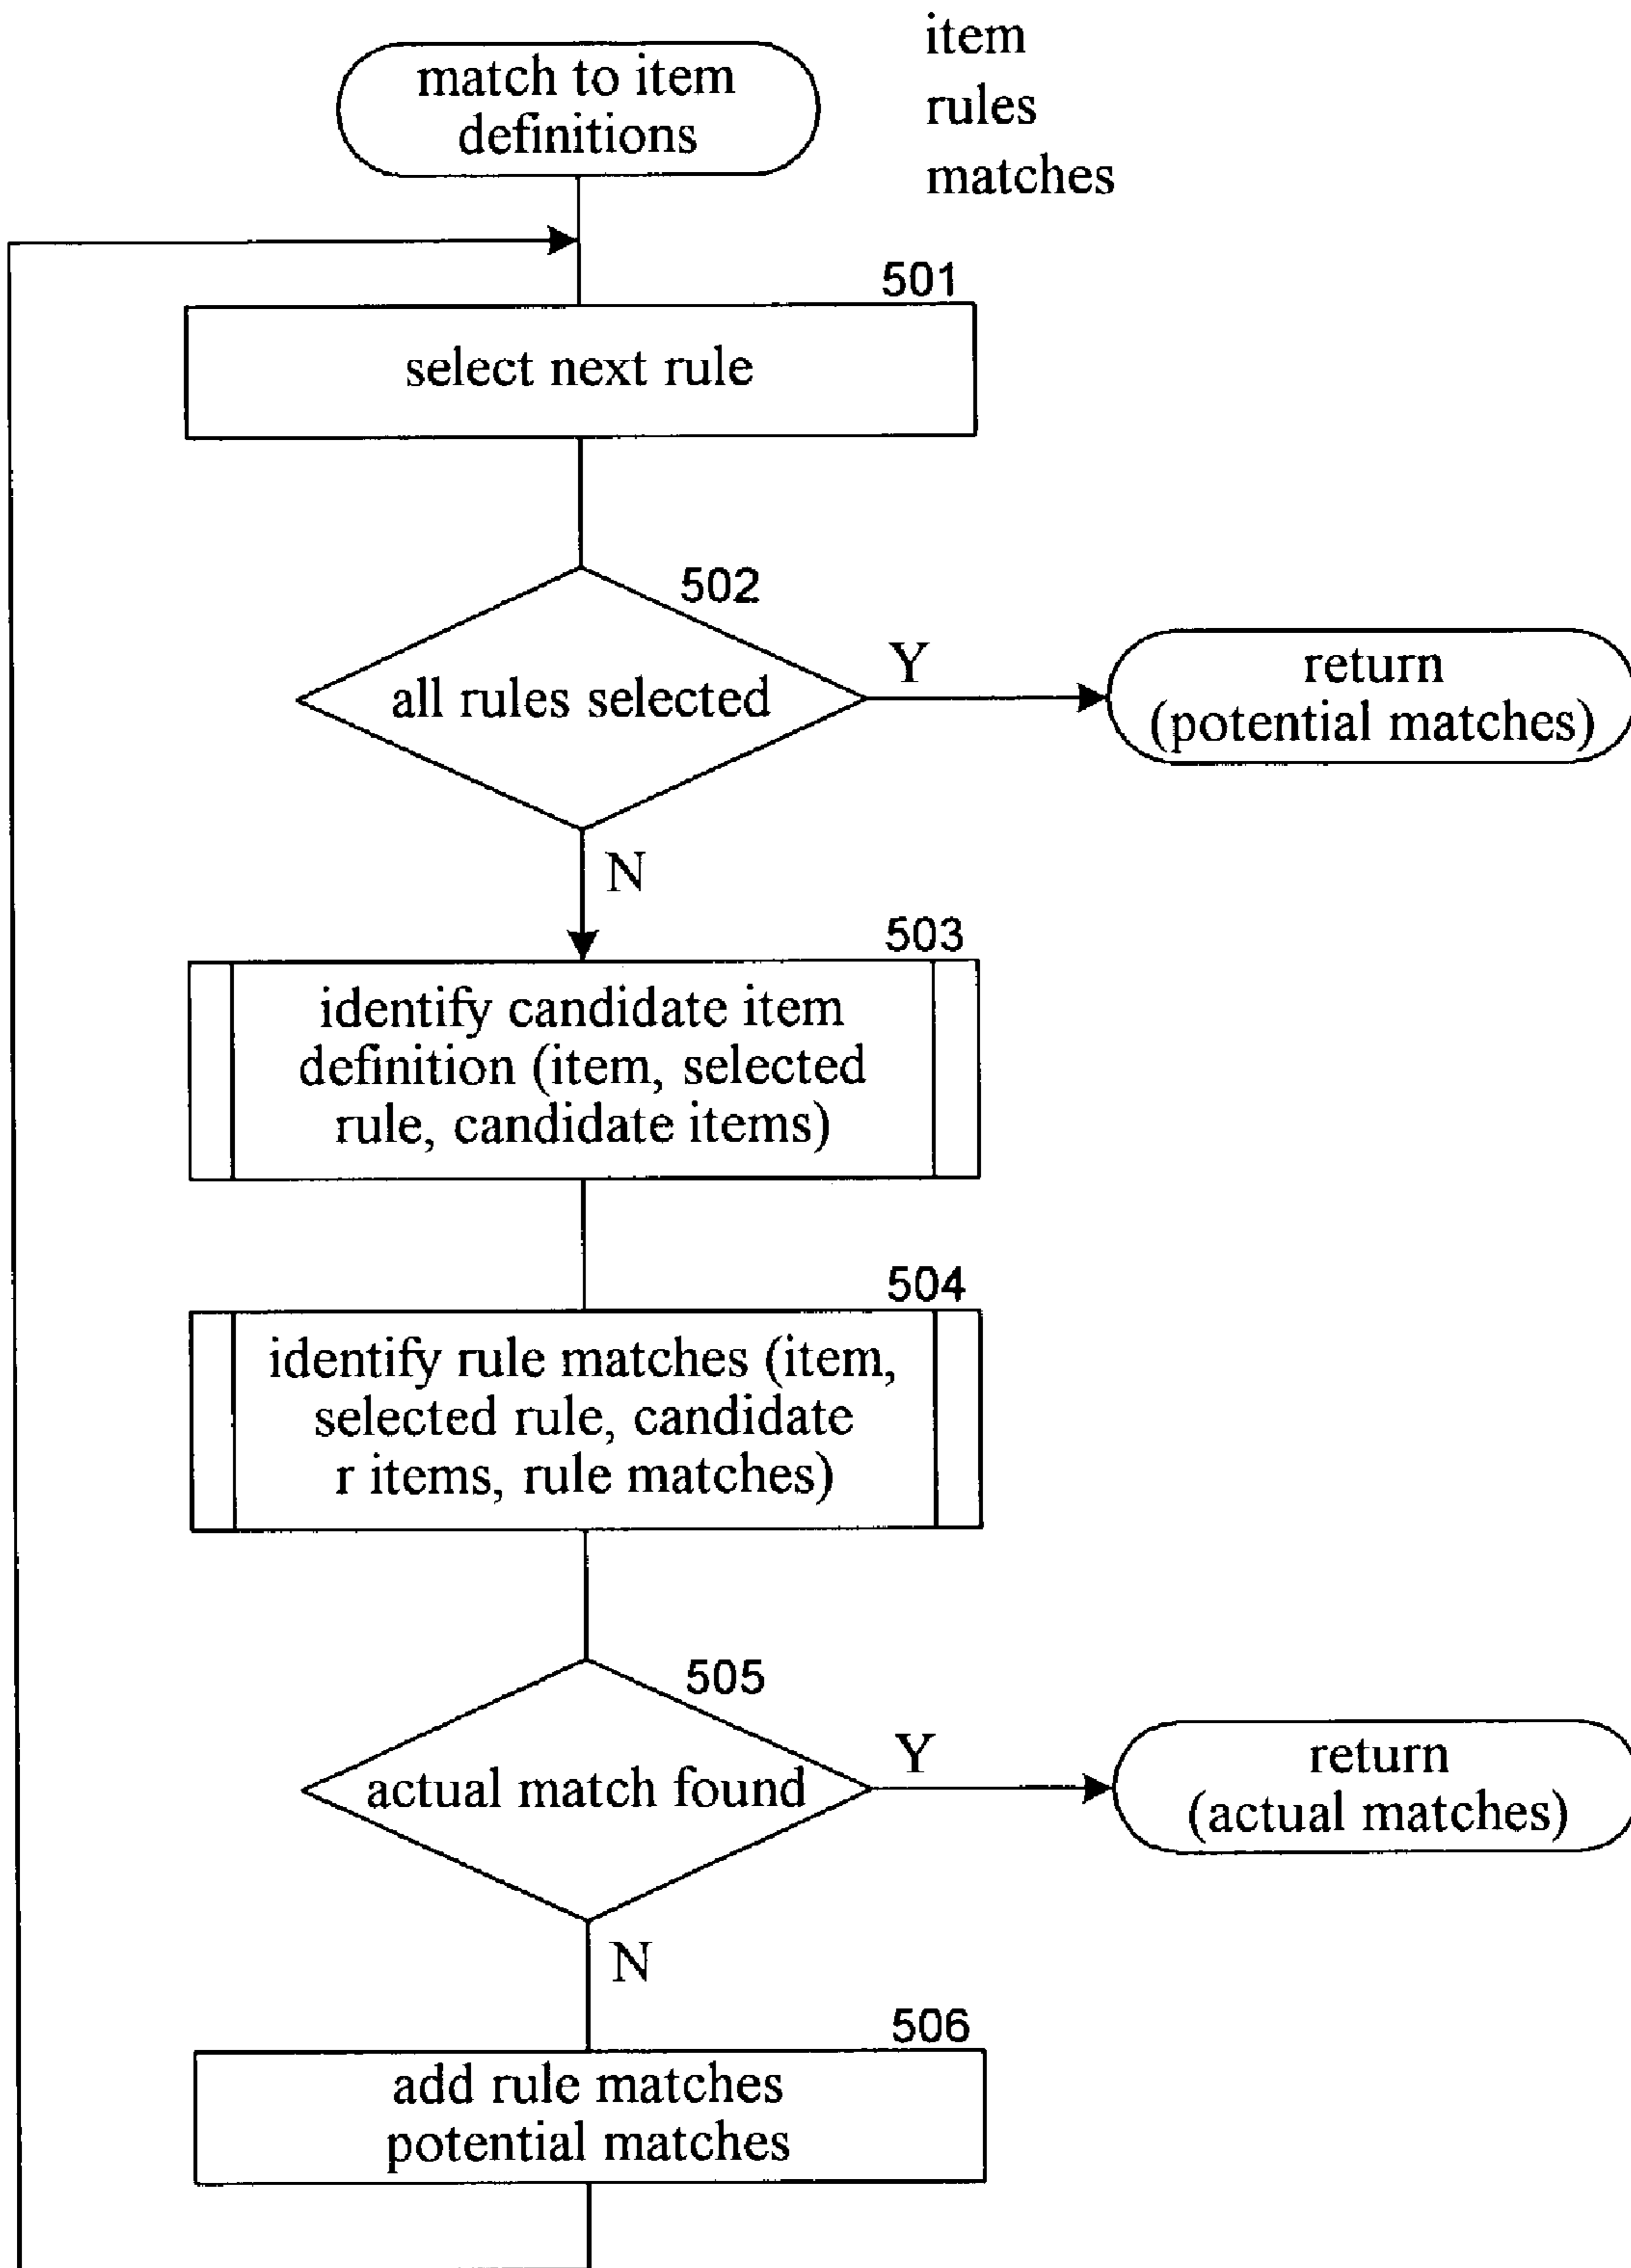 match to item
definitions
item
rules
matches
501
select next rule
502
all rules selected
Y
return
(potential matches)
N
503
identify candidate item
definition (item, selected
rule, candidate items)
504
identify rule matches (item,
selected rule, candidate
r items, rule matches)
505
actual match found
Y
return
(actual matches)
N
506
add rule matches
potential matches